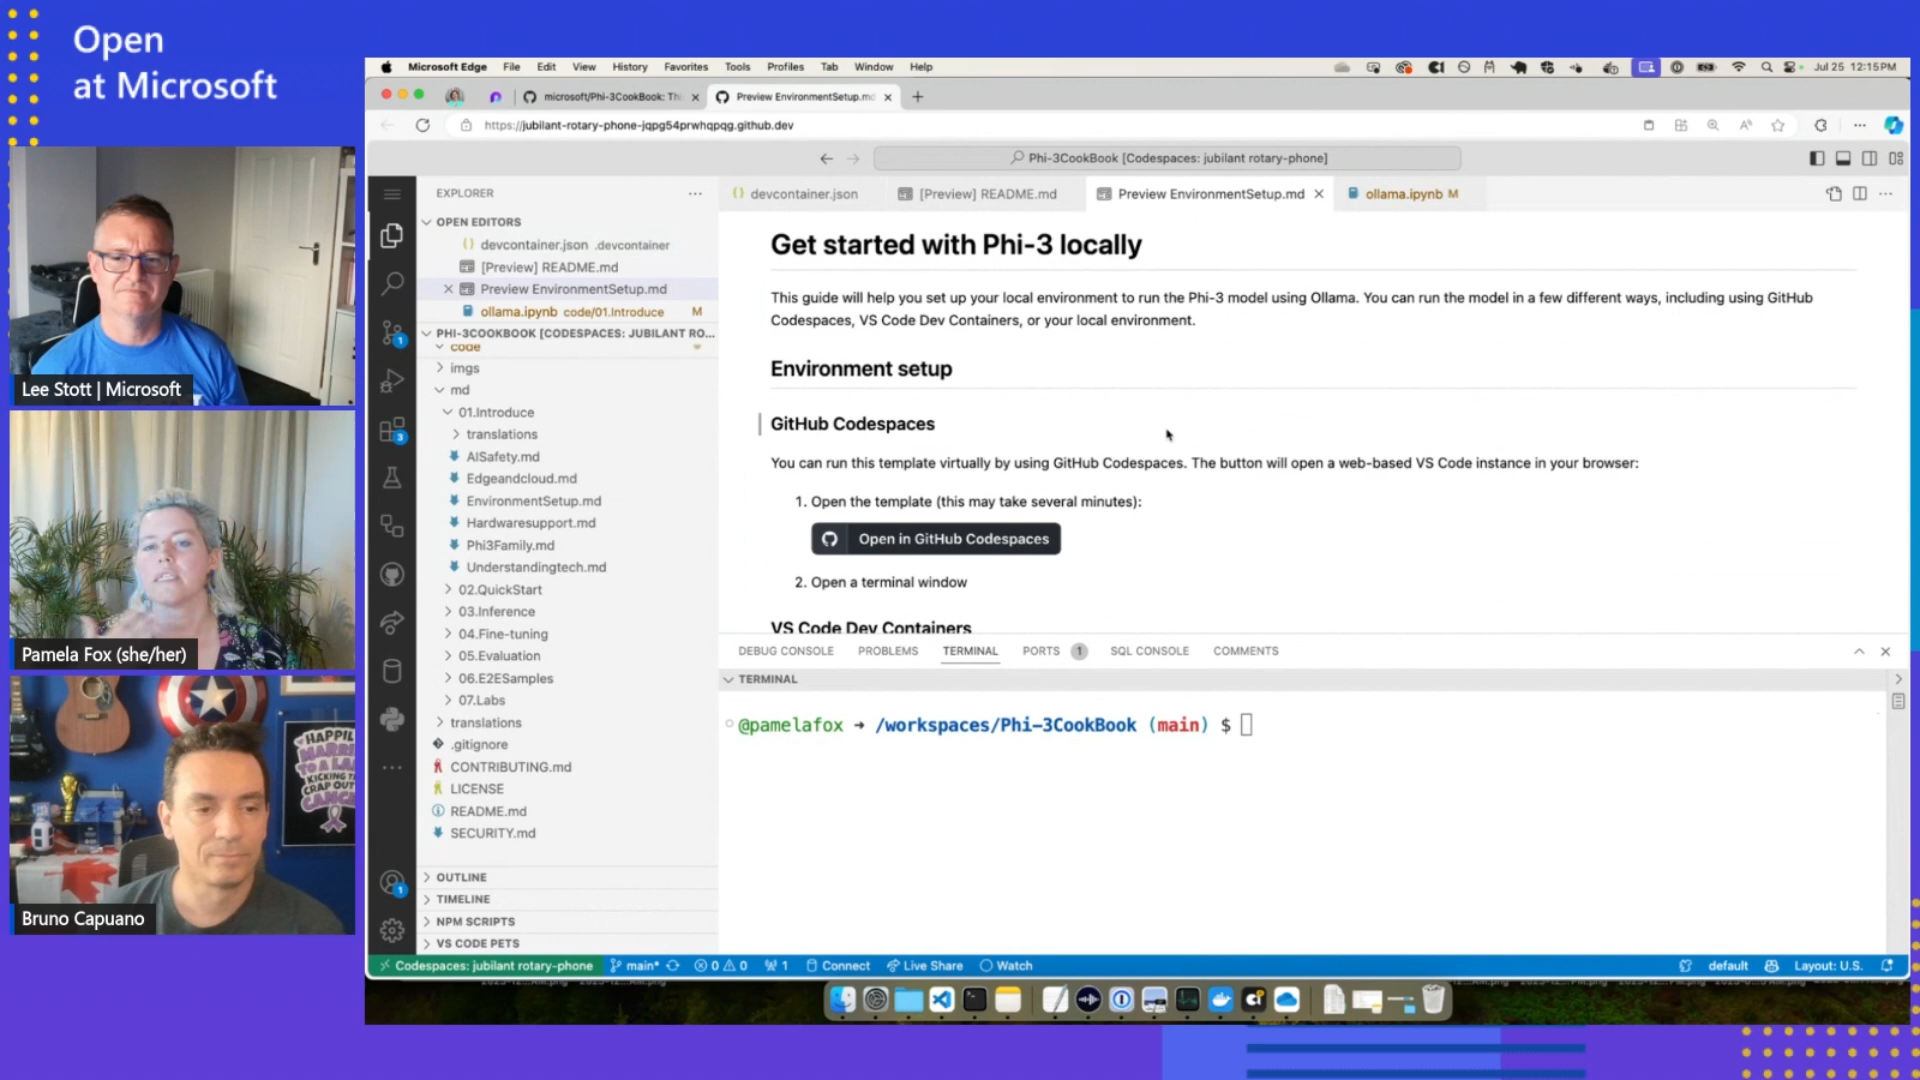 Open
at Microsoft
Lee Stott | Microsoft
Pamela Fox (she/her)
HAPPIL
MARRI
TO A
KICKING
CRAP OUT
CANC
Bruno Capuano
Microsoft Edge File Edit View History Favorites Tools Profiles Tab Window Help
Jul 25 12:15PM
microsoft/Phi-3CookBook: Thi
Preview EnvironmentSetup.md
https://jubilant-rotary-phone-jqpg54prwhqpqg.github.dev
Phi-3CookBook [Codespaces: jubilant rotary-phone]
EXPLORER
OPEN EDITORS
devcontainer.json .devcontainer
[Preview] README.md
Preview EnvironmentSetup.md
ollama.ipynb code/01.Introduce M
PHI-3COOKBOOK [CODESPACES: JUBILANT RO...
code
imgs
md
01.Introduce
translations
AISafety.md
Edgeandcloud.md
EnvironmentSetup.md
Hardwaresupport.md
Phi3Family.md
Understandingtech.md
02.QuickStart
03.Inference
04.Fine-tuning
05.Evaluation
06.E2ESamples
07.Labs
translations
.gitignore
CONTRIBUTING.md
LICENSE
README.md
SECURITY.md
OUTLINE
TIMELINE
NPM SCRIPTS
VS CODE PETS
1
3
1
devcontainer.json
[Preview] README.md
Preview EnvironmentSetup.md
ollama.ipynb M
Get started with Phi-3 locally
This guide will help you set up your local environment to run the Phi-3 model using Ollama. You can run the model in a few different ways, including using GitHub
Codespaces, VS Code Dev Containers, or your local environment.
Environment setup
GitHub Codespaces
You can run this template virtually by using GitHub Codespaces. The button will open a web-based VS Code instance in your browser:
1. Open the template (this may take several minutes):
Open in GitHub Codespaces
2. Open a terminal window
VS Code Dev Containers
DEBUG CONSOLE PROBLEMS TERMINAL PORTS 1 SQL CONSOLE COMMENTS
TERMINAL
@pamelafox → /workspaces/Phi-3CookBook (main) $
Codespaces: jubilant rotary-phone main* 0 0 1 Connect Live Share Watch
default Layout: U.S.